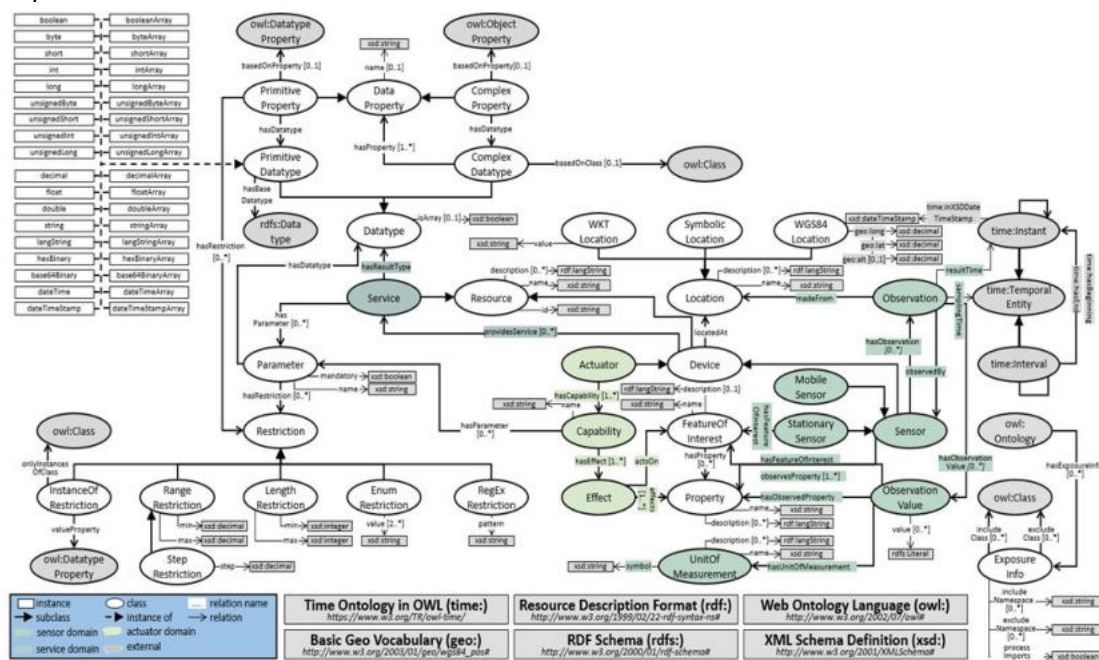 boolean
booleanArray
byte
byteArray
short
shortArray
int
intArray
long
longArray
unsignedByte
unsignedByteArray
unsignedShort
unsignedShortArray
unsignedInt
unsignedIntArray
unsignedLong
unsignedLongArray
decimal
decimalArray
float
floatArray
double
doubleArray
string
stringArray
langString
langStringArray
hexBinary
hexBinaryArray
base64Binary
base64BinaryArray
dateTime
dateTimeArray
dateTimeStamp
dateTimeStampArray
owl:Datatype
Property
owl:Object
Property
xsd:string
basedOnProperty [0..1]
name [0..1]
basedOnProperty[0..1]
Primitive
Property
Data
Property
Complex
Property
hasDatatype
hasProperty [1..*]
hasDatatype
Primitive
Datatype
Complex
Datatype
basedOnClass [0..1]
owl:Class
hasBase
Datatype
rdfs:Data
type
Datatype
isArray [0..1]
xsd:boolean
hasRestriction
[0..*]
hasDatatype
hasResultType
xsd:string
value
WKT
Location
Symbolic
Location
WGS84
Location
time:inXSDDate
TimeStamp
xsd:dateTimeStamp
geo:long
xsd:decimal
geo:lat
xsd:decimal
geo:alt [0..1]
xsd:decimal
time:Instant
resultTime
Service
Resource
description [0..*]
rdf:langString
name
xsd:string
id
xsd:string
Location
description [0..*]
rdf:langString
name
xsd:string
madeFrom
Observation
samplingTime
time:Temporal
Entity
time:hasBeginning
time:hasEnd
time:Interval
has
Parameter [0..*]
providesService [0..*]
locatedAt
hasObservation
[0..*]
observedBy
Parameter
mandatory
xsd:boolean
name
xsd:string
hasRestriction [0..*]
Actuator
Device
rdf:langString
description [0..1]
xsd:string
name
hasCapability [1..*]
xsd:string
name
Mobile
Sensor
Stationary
Sensor
Sensor
owl:
Ontology
hasParameter
[0..*]
Capability
FeatureOf
Interest
hasFeature
OfInterest
Restriction
owl:Class
onlyInstances
OfClass
hasEffect [1..*]
actsOn
hasProperty
[0..*]
hasFeatureOfInterest
observesProperty [1..*]
hasObservation
Value [0..*]
hasExposureInfo
[0..*]
InstanceOf
Restriction
Range
Restriction
Length
Restriction
Enum
Restriction
RegEx
Restriction
Effect
affects
[1..*]
Property
hasObservedProperty
Observation
Value
owl:Class
name
xsd:string
description [0..*]
rdf:langString
value [0..*]
rdfs:Literal
include
Class [0..*]
exclude
Class [0..*]
valueProperty
min
xsd:decimal
max
xsd:decimal
min
xsd:integer
max
xsd:integer
value [2..*]
xsd:string
pattern
xsd:string
owl:Datatype
Property
Step
Restriction
step
xsd:decimal
xsd:string
symbol
UnitOf
Measurement
description [0..*]
rdf:langString
name
xsd:string
hasUnitOfMeasurement
Exposure
Info
include
Namespace
[0..*]
xsd:string
exclude
Namespace
[0..*]
xsd:string
process
Imports
xsd:boolean
instance
class
relation name
subclass
instance of
relation
sensor domain
actuator domain
service domain
external
Time Ontology in OWL (time:)
https://www.w3.org/TR/owl-time/
Resource Description Format (rdf:)
http://www.w3.org/1999/02/22-rdf-syntax-ns#
Web Ontology Language (owl:)
http://www.w3.org/2002/07/owl#
Basic Geo Vocabulary (geo:)
http://www.w3.org/2003/01/geo/wgs84_pos#
RDF Schema (rdfs:)
http://www.w3.org/2000/01/rdf-schema#
XML Schema Definition (xsd:)
http://www.w3.org/2001/XMLSchema#